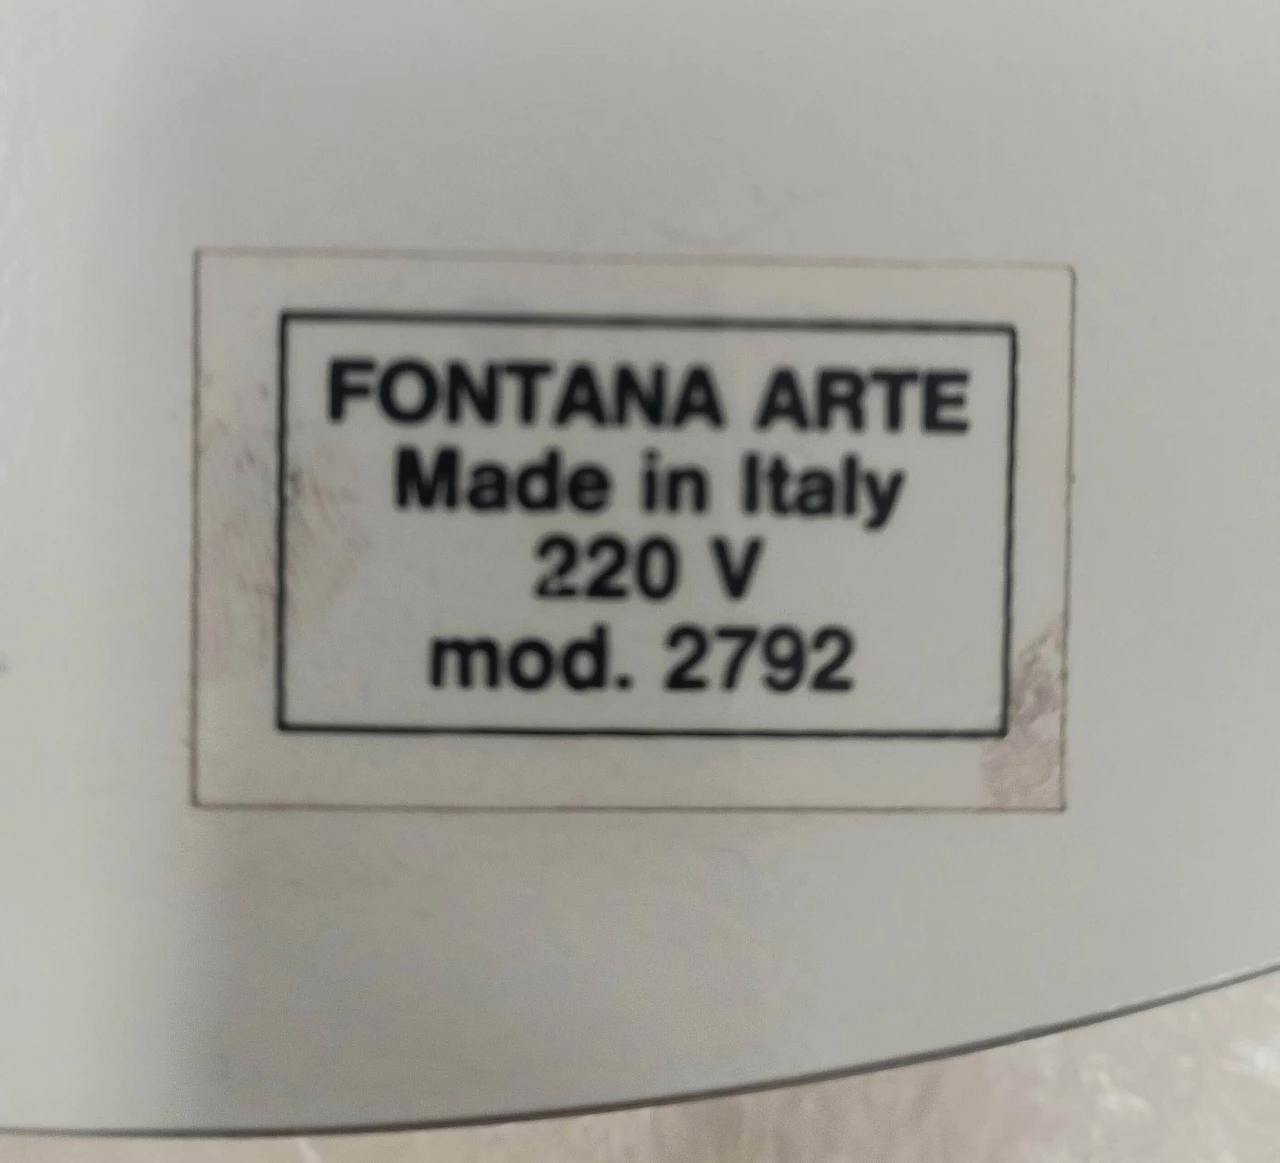 FONTANA ARTE
Made in Italy
220 V
mod. 2792